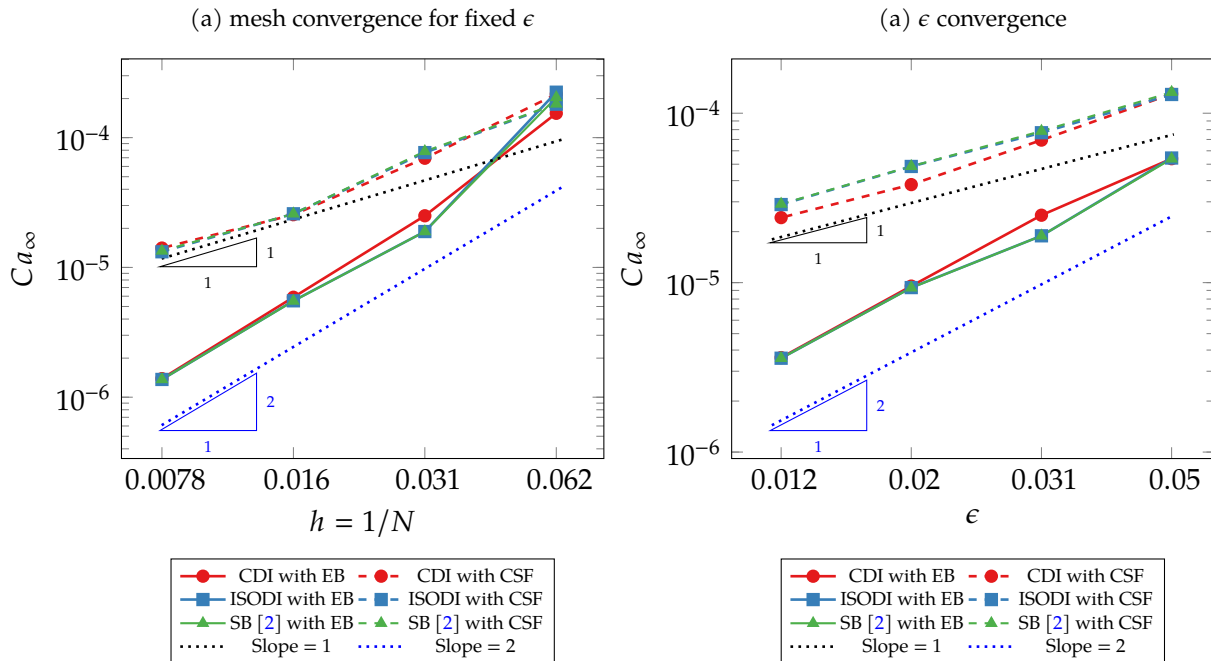 (a) mesh convergence for fixed ϵ
(a) ϵ convergence
Ca∞
10⁻⁴
10⁻⁵
10⁻⁶
1
1
2
1
0.0078 0.016 0.031 0.062
h = 1/N
Ca∞
10⁻⁴
10⁻⁵
10⁻⁶
1
1
2
1
0.012 0.02 0.031 0.05
ϵ
CDI with EB CDI with CSF
ISODI with EB ISODI with CSF
SB [2] with EB SB [2] with CSF
Slope = 1 Slope = 2
CDI with EB CDI with CSF
ISODI with EB ISODI with CSF
SB [2] with EB SB [2] with CSF
Slope = 1 Slope = 2